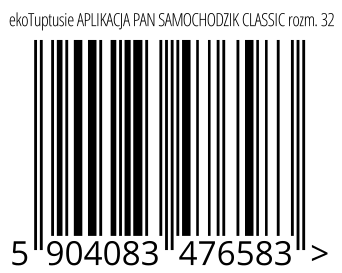 ekoTuptusie APLIKACJA PAN SAMOCHODZIK CLASSIC rozm. 32
5 904083 476583 >